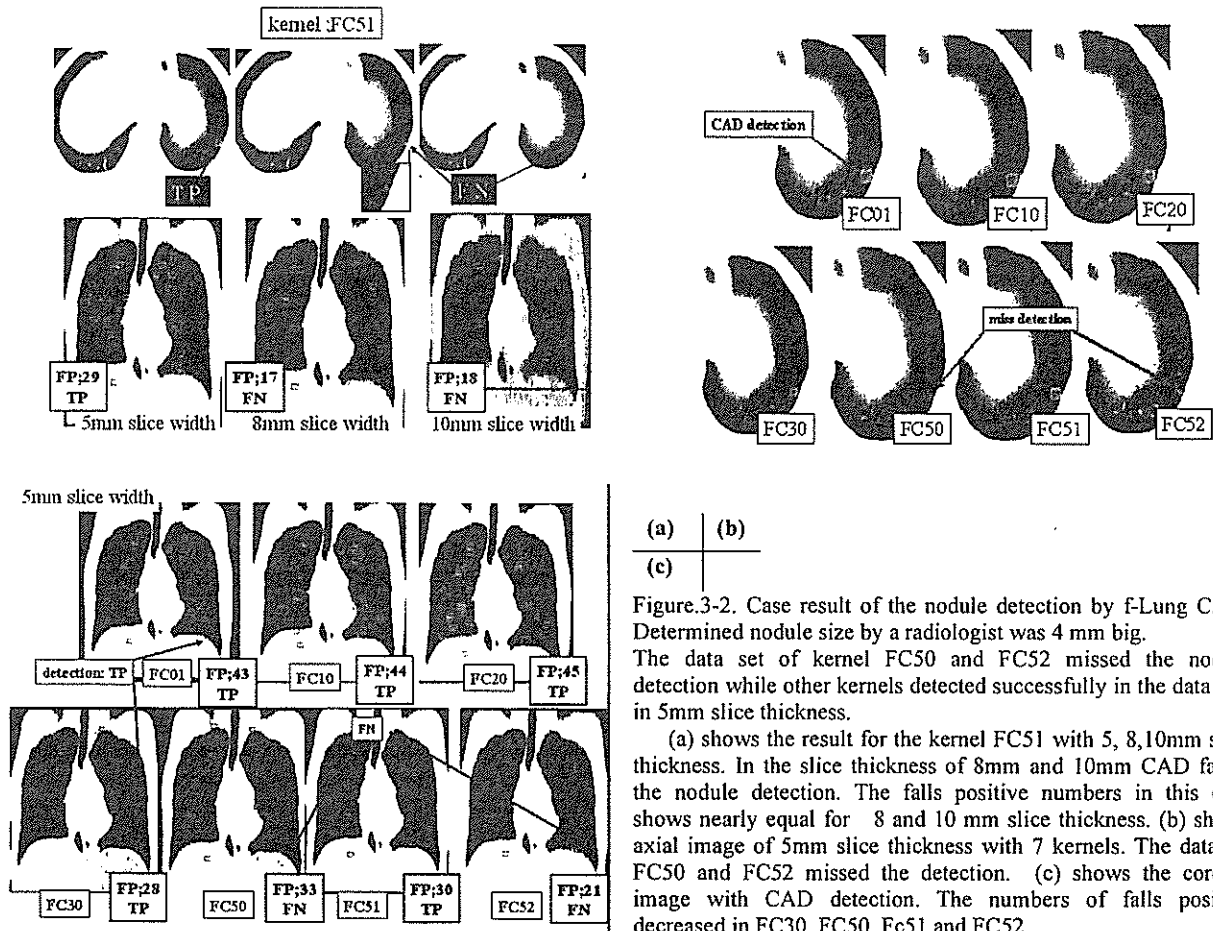 kernel :FC51
TP
FN
FP;29
TP
FP;17
FN
FP;18
FN
5mm slice width
8mm slice width
10mm slice width
CAD detection
FC01
FC10
FC20
miss detection
FC30
FC50
FC51
FC52
5mm slice width
detection: TP
FC01
FP;43
TP
FC10
FP;44
TP
FC20
FP;45
TP
FN
FC30
FP;28
TP
FC50
FP;33
FN
FC51
FP;30
TP
FC52
FP;21
FN
(a) (b)
(c)
Figure.3-2. Case result of the nodule detection by f-Lung C
Determined nodule size by a radiologist was 4 mm big.
The data set of kernel FC50 and FC52 missed the no
detection while other kernels detected successfully in the data
in 5mm slice thickness.
(a) shows the result for the kernel FC51 with 5, 8,10mm s
thickness. In the slice thickness of 8mm and 10mm CAD fa
the nodule detection. The falls positive numbers in this
shows nearly equal for 8 and 10 mm slice thickness. (b) sh
axial image of 5mm slice thickness with 7 kernels. The data
FC50 and FC52 missed the detection. (c) shows the cor
image with CAD detection. The numbers of falls posi
decreased in FC30, FC50, Fc51 and FC52.